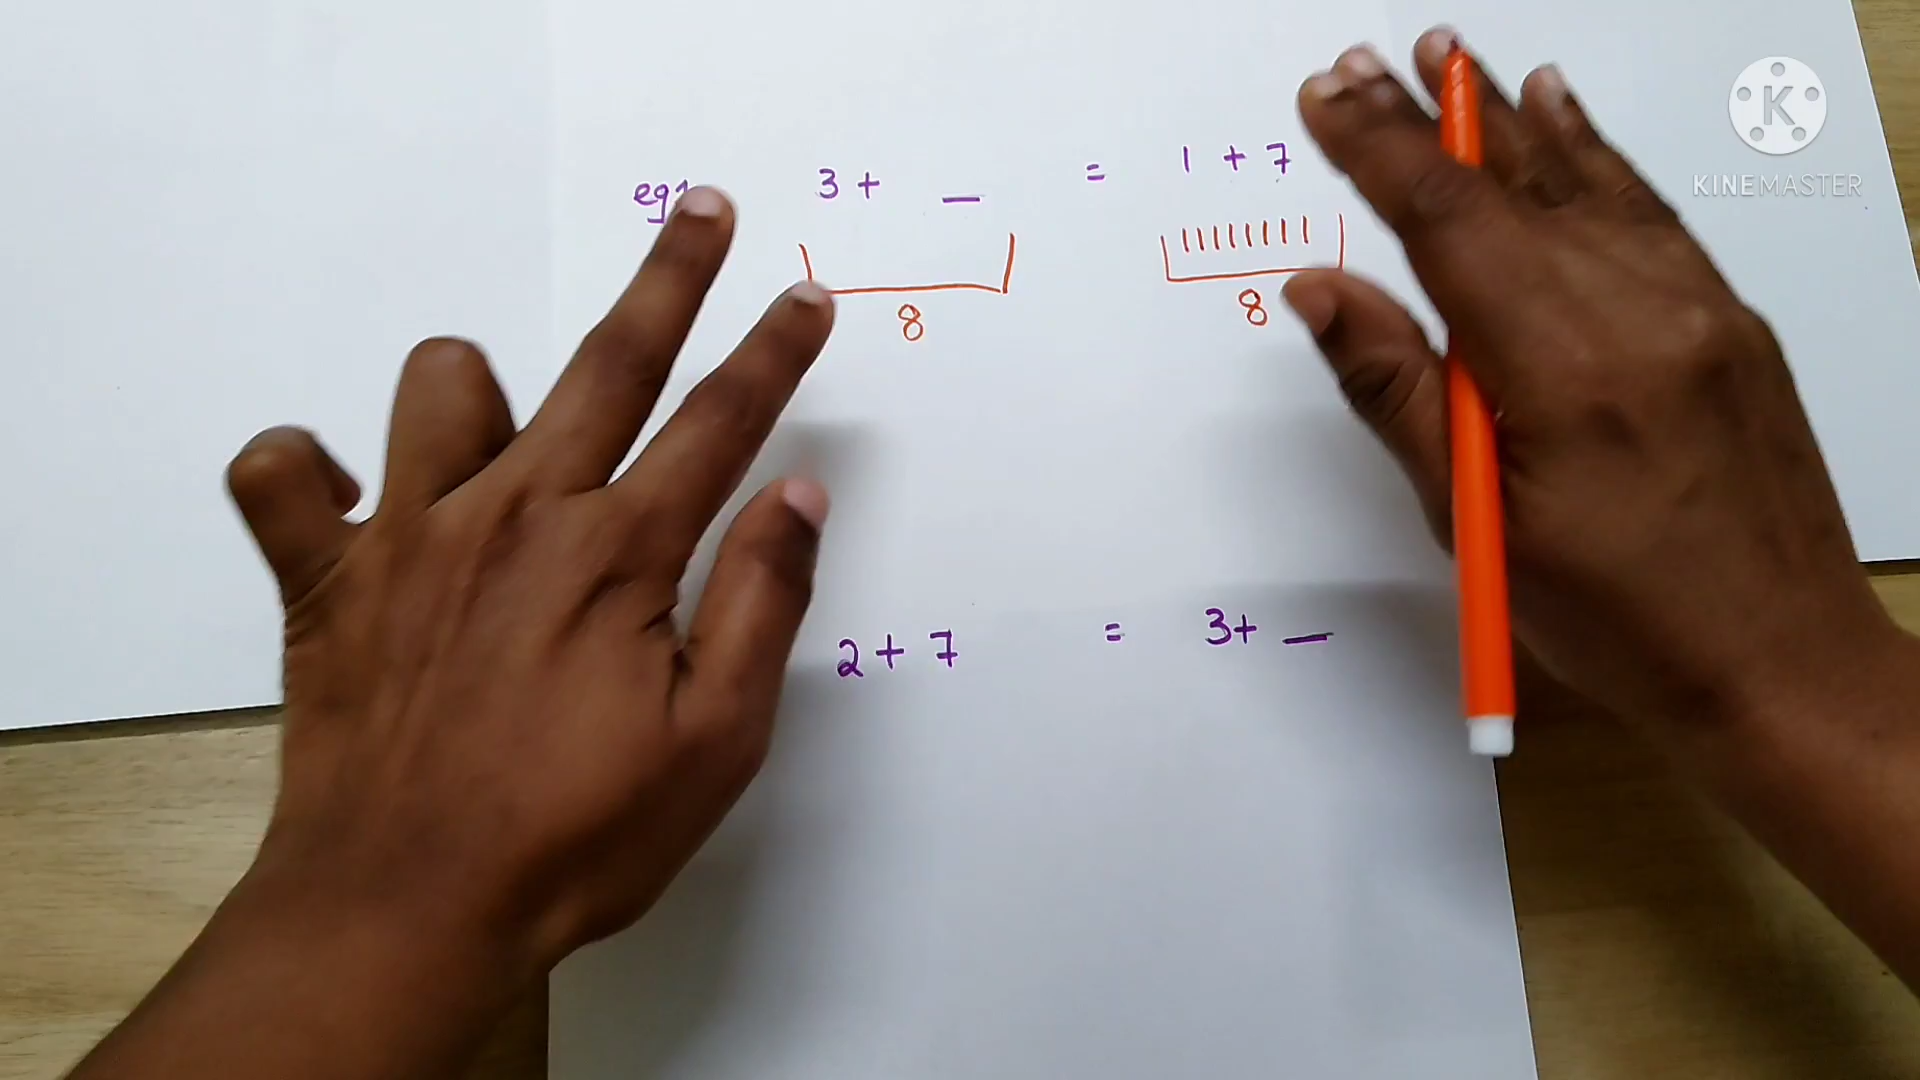 eg1 3 + _ = 1 + 7
||||||||
8 8
2 + 7 = 3 + _
K
KINEMASTER